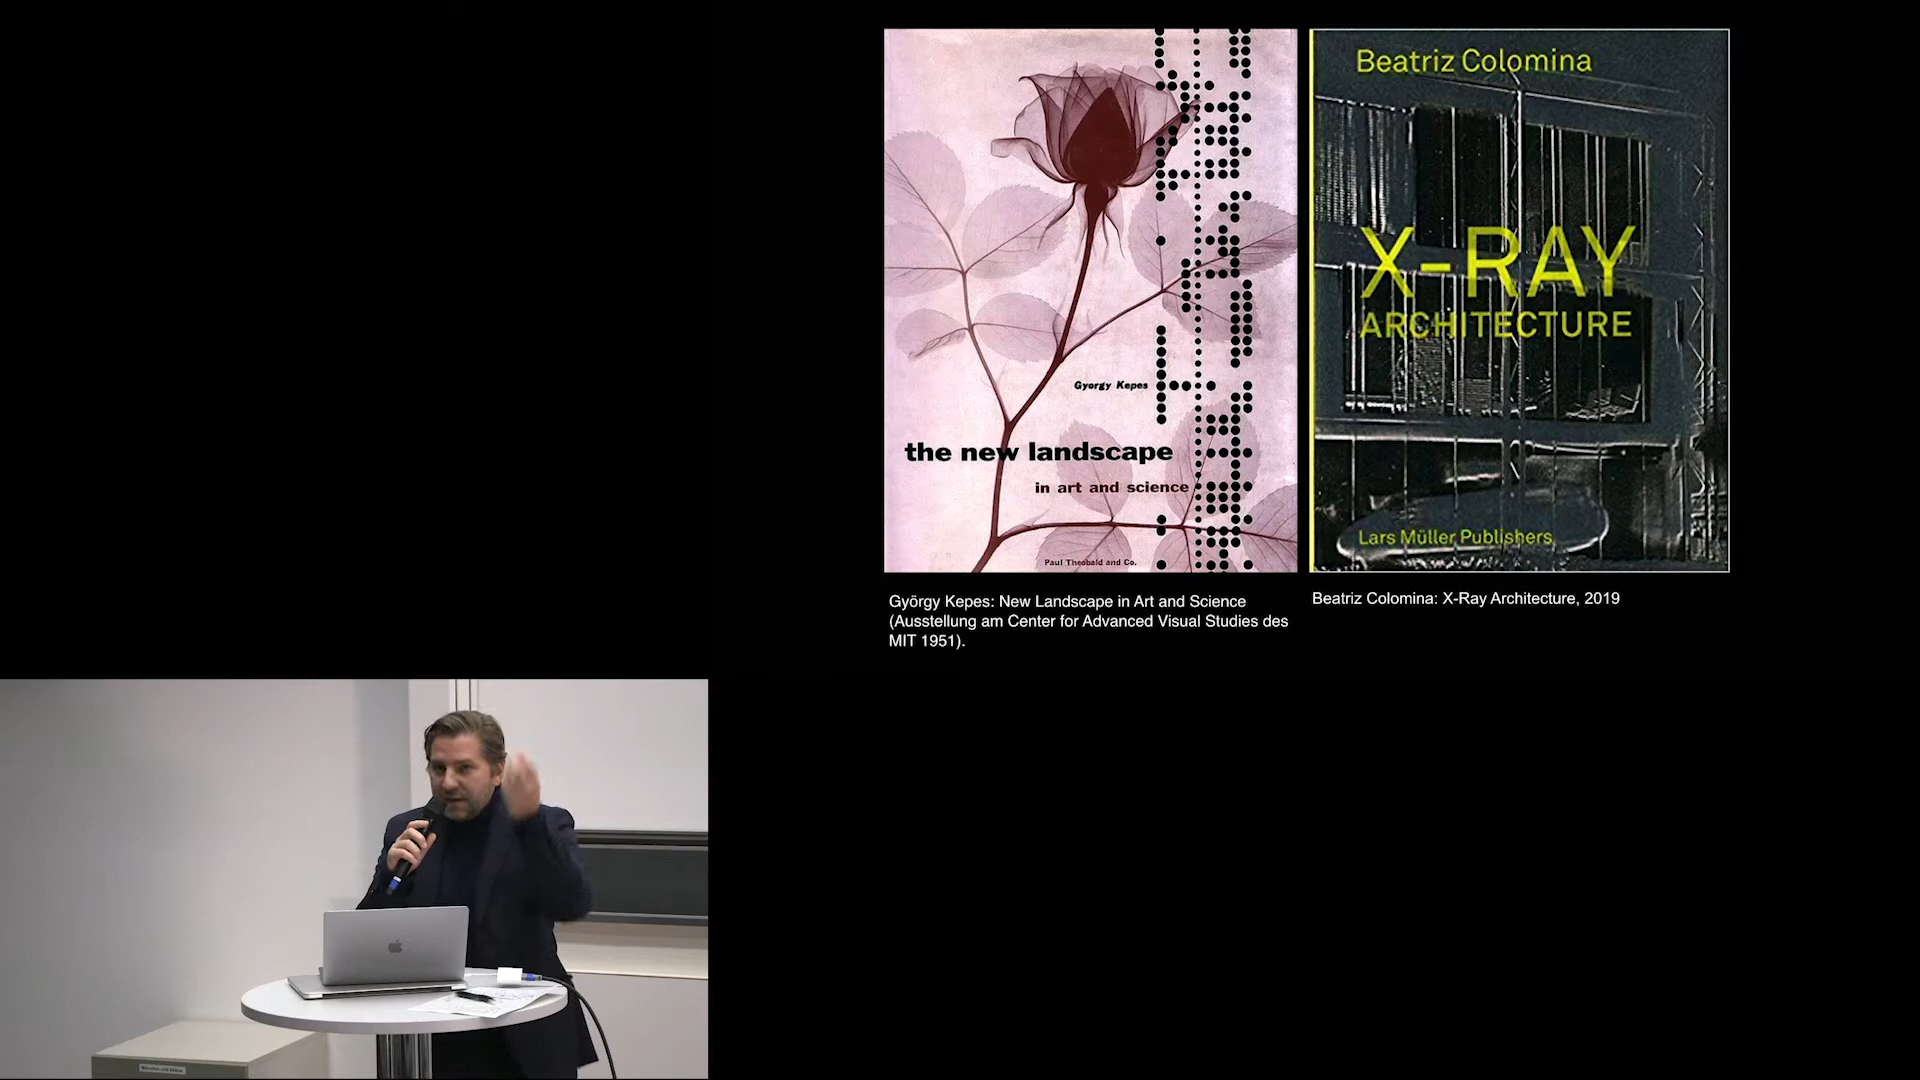 Gyorgy Kepes
the new landscape
in art and science
Paul Theobald and Co.
Beatriz Colomina
X-RAY
ARCHITECTURE
Lars Müller Publishers
György Kepes: New Landscape in Art and Science
(Ausstellung am Center for Advanced Visual Studies des
MIT 1951).
Beatriz Colomina: X-Ray Architecture, 2019